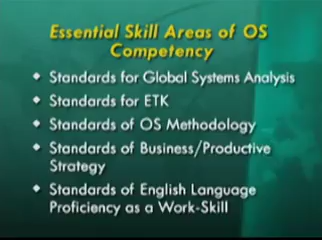 Essential Skill Areas of OS
Competency
◆ Standards for Global Systems Analysis
◆ Standards for ETK
◆ Standards of OS Methodology
◆ Standards of Business/Productive
Strategy
◆ Standards of English Language
Proficiency as a Work-Skill